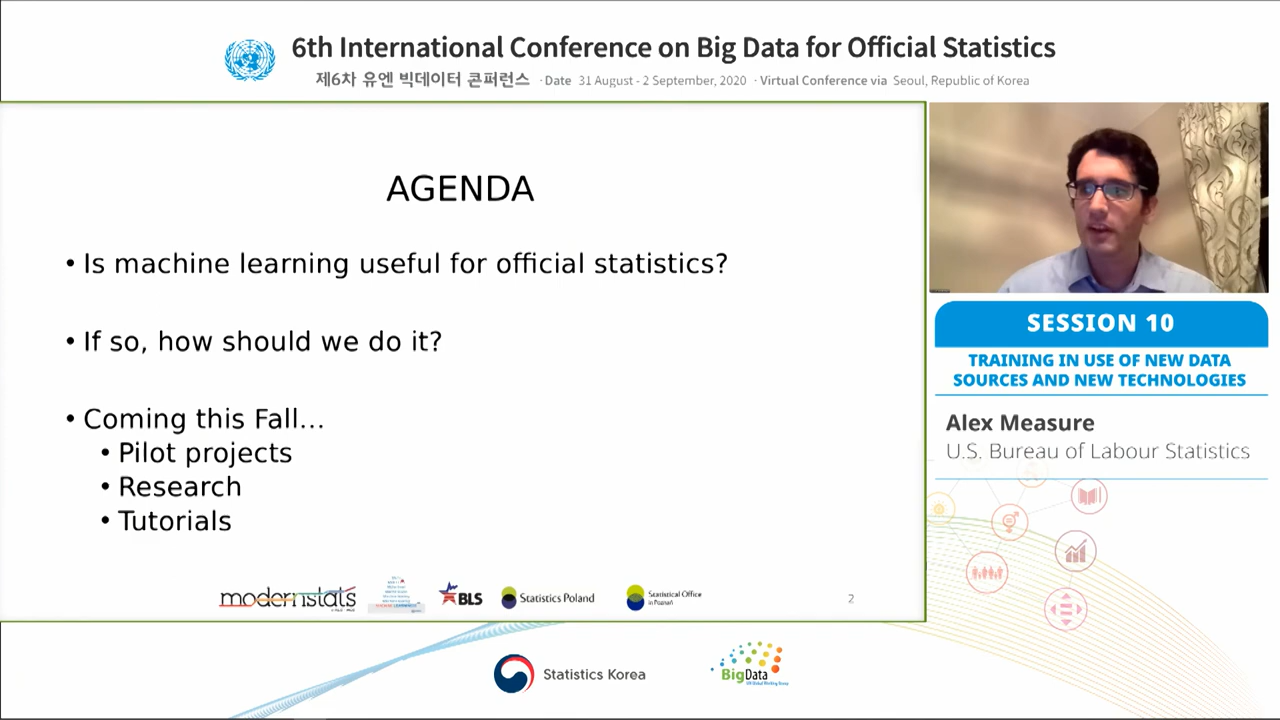 6th International Conference on Big Data for Official Statistics
제6차 유엔 빅데이터 콘퍼런스 · Date 31 August - 2 September, 2020 · Virtual Conference via Seoul, Republic of Korea
AGENDA
• Is machine learning useful for official statistics?
• If so, how should we do it?
• Coming this Fall...
• Pilot projects
• Research
• Tutorials
modernstats
BLS
Statistics Poland
Statistical Office
in Poznań
2
SESSION 10
TRAINING IN USE OF NEW DATA
SOURCES AND NEW TECHNOLOGIES
Alex Measure
U.S. Bureau of Labour Statistics
Statistics Korea
BigData
UN Global Working Group